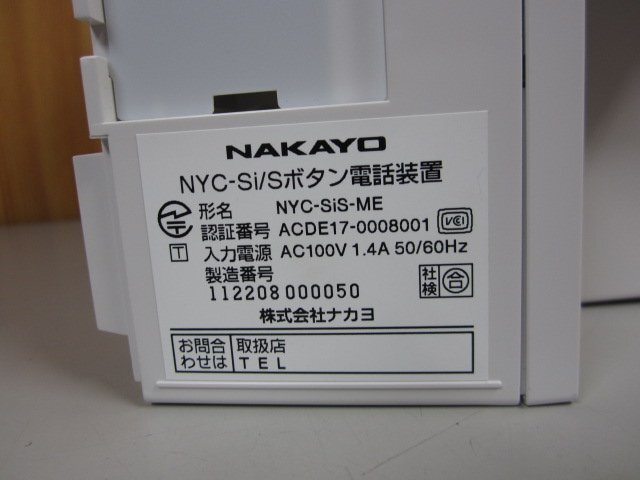 NAKAYO
NYC-Si/Sボタン電話装置
形名 NYC-SiS-ME
認証番号 ACDE17-0008001 VCI
T 入力電源 AC100V 1.4A 50/60Hz
製造番号
112208 000050
社検 合
株式会社ナカヨ
お問合わせは 取扱店
TEL